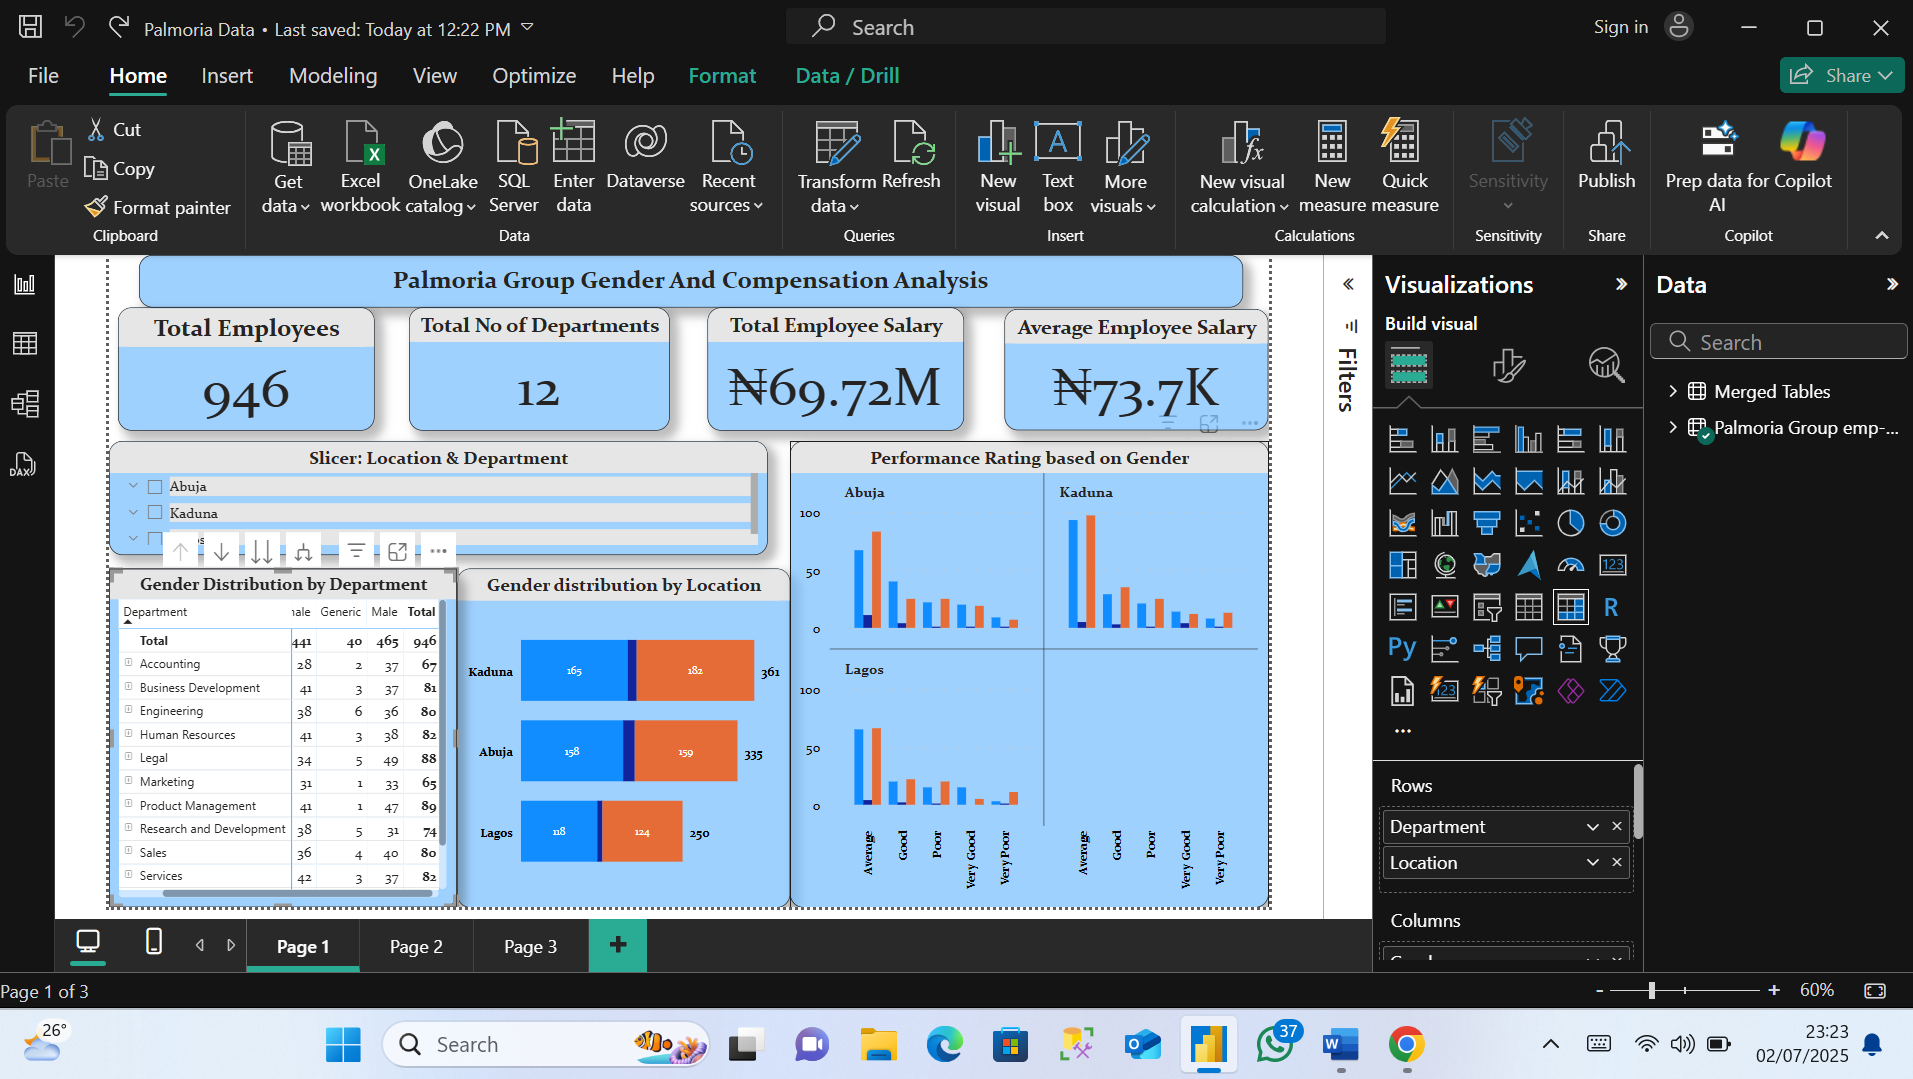 Palmoria Data • Last saved: Today at 12:22 PM
Search
Sign in
File Home Insert Modeling View Optimize Help Format Data / Drill
Share
Paste
Cut
Copy
Format painter
Clipboard
Get data
Excel workbook
OneLake catalog
SQL Server
Enter data
Dataverse
Recent sources
Data
Transform data
Refresh
Queries
New visual
Text box
More visuals
Insert
New visual calculation
New measure
Quick measure
Calculations
Sensitivity
Sensitivity
Publish
Share
Prep data for AI
Copilot
Copilot
Palmoria Group Gender And Compensation Analysis
Total Employees
946
Total No of Departments
12
Total Employee Salary
₦69.72M
Average Employee Salary
₦73.7K
Slicer: Location & Department
Abuja
Kaduna
Gender Distribution by Department
Department Generic Male Total
Total 441 40 465 946
Accounting 28 2 37 67
Business Development 41 3 37 81
Engineering 38 6 36 80
Human Resources 41 3 38 82
Legal 34 5 49 88
Marketing 31 1 33 65
Product Management 41 1 47 89
Research and Development 38 5 31 74
Sales 36 4 40 80
Services 42 3 37 82
Gender distribution by Location
Kaduna 165 182 361
Abuja 158 159 335
Lagos 118 124 250
Performance Rating based on Gender
Abuja
Kaduna
100
50
0
Lagos
100
50
0
Average Good Poor Very Good Very Poor
Average Good Poor Very Good Very Poor
Filters
Visualizations
Build visual
123
R
Py
123
Rows
Department
Location
Columns
Data
Search
Merged Tables
Palmoria Group emp-...
DAX
Page 1
Page 2
Page 3
Page 1 of 3
- + 60%
26°
Search
37
23:23
02/07/2025